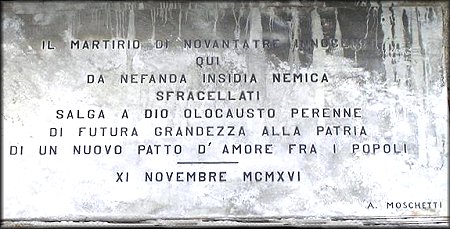 IL MARTIRIO DI NOVANTATRE INNOCENTI
QUI
DA NEFANDA INSIDIA NEMICA
SFRACELLATI
SALGA A DIO OLOCAUSTO PERENNE
DI FUTURA GRANDEZZA ALLA PATRIA
DI UN NUOVO PATTO D' AMORE FRA I POPOLI
XI NOVEMBRE MCMXVI
A. MOSCHETTI